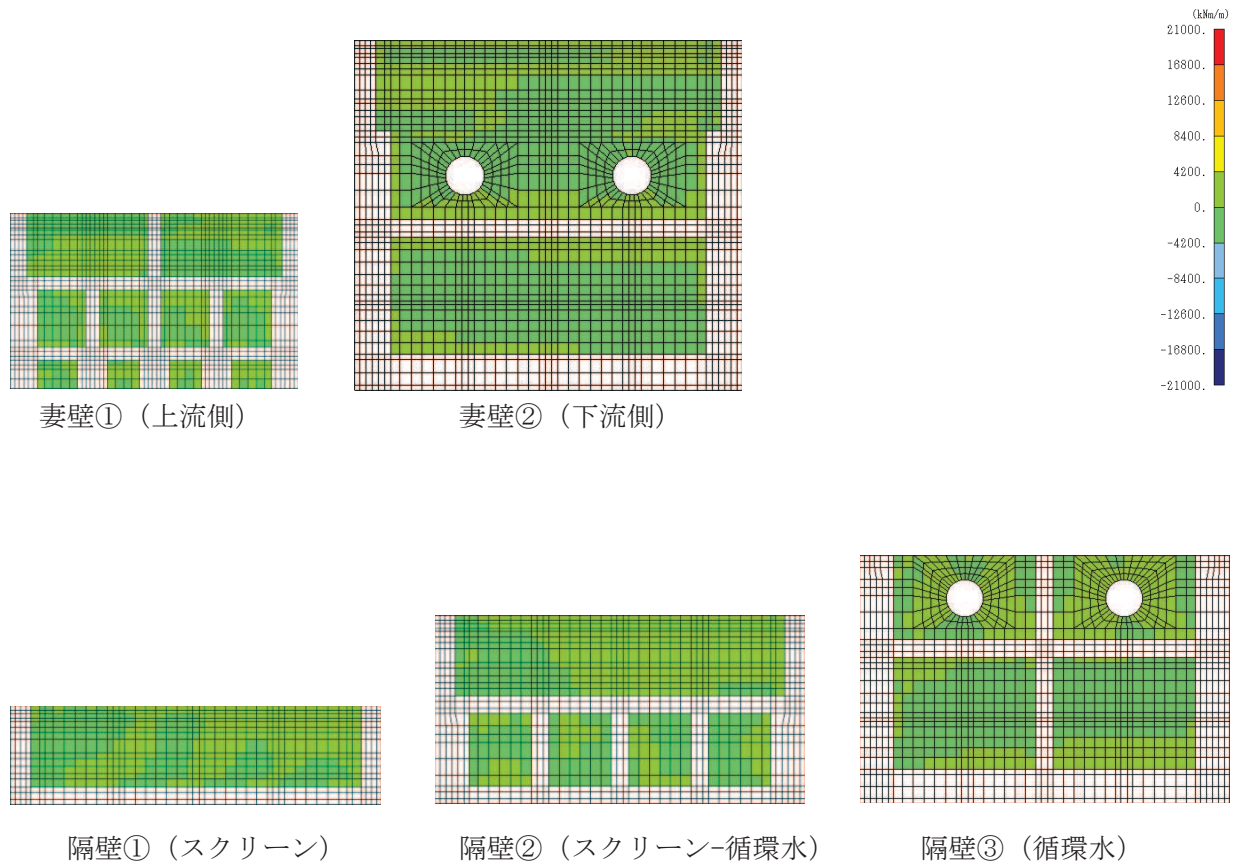 (kNm/m)
21000.
16800.
12600.
8400.
4200.
0.
-4200.
-8400.
-12600.
-16800.
-21000.
妻壁①（上流側）
妻壁②（下流側）
隔壁①（スクリーン）
隔壁②（スクリーン-循環水）
隔壁③（循環水）